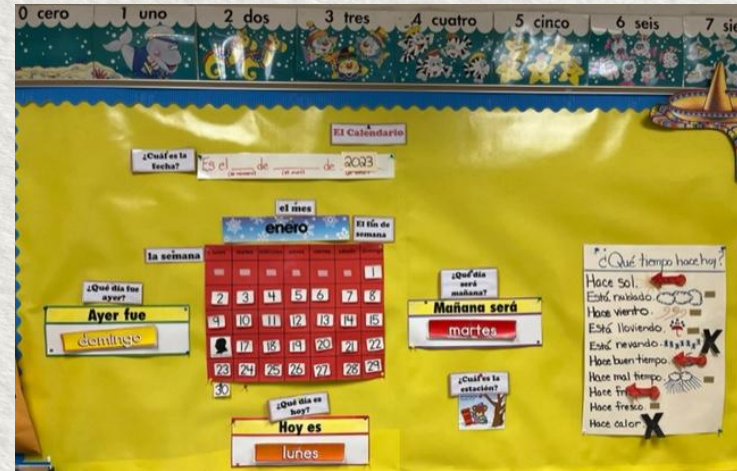 0 cero 1 uno 2 dos 3 tres 4 cuatro 5 cinco 6 seis 7 sie
El Calendario
¿Cuál es la
fecha?
Es el ____ de ____ de 2023
el mes
enero
El fin de
semana
la semana
1
2 3 4 5 6 7 8
9 10 11 12 13 14 15
17 18 19 20 21 22
23 24 25 26 27 28 29
30
¿Qué día fue
ayer?
Ayer fue
domingo
¿Qué día es
hoy?
Hoy es
lunes
¿Qué día
será
mañana?
Mañana será
martes
¿Cuál es la
estación?
¿Qué tiempo hace hoy?
Hace sol.
Está nublado.
Hace viento.
Está lloviendo.
Está nevando.
Hace buen tiempo.
Hace mal tiempo.
Hace
Hace fresco.
Hace calor